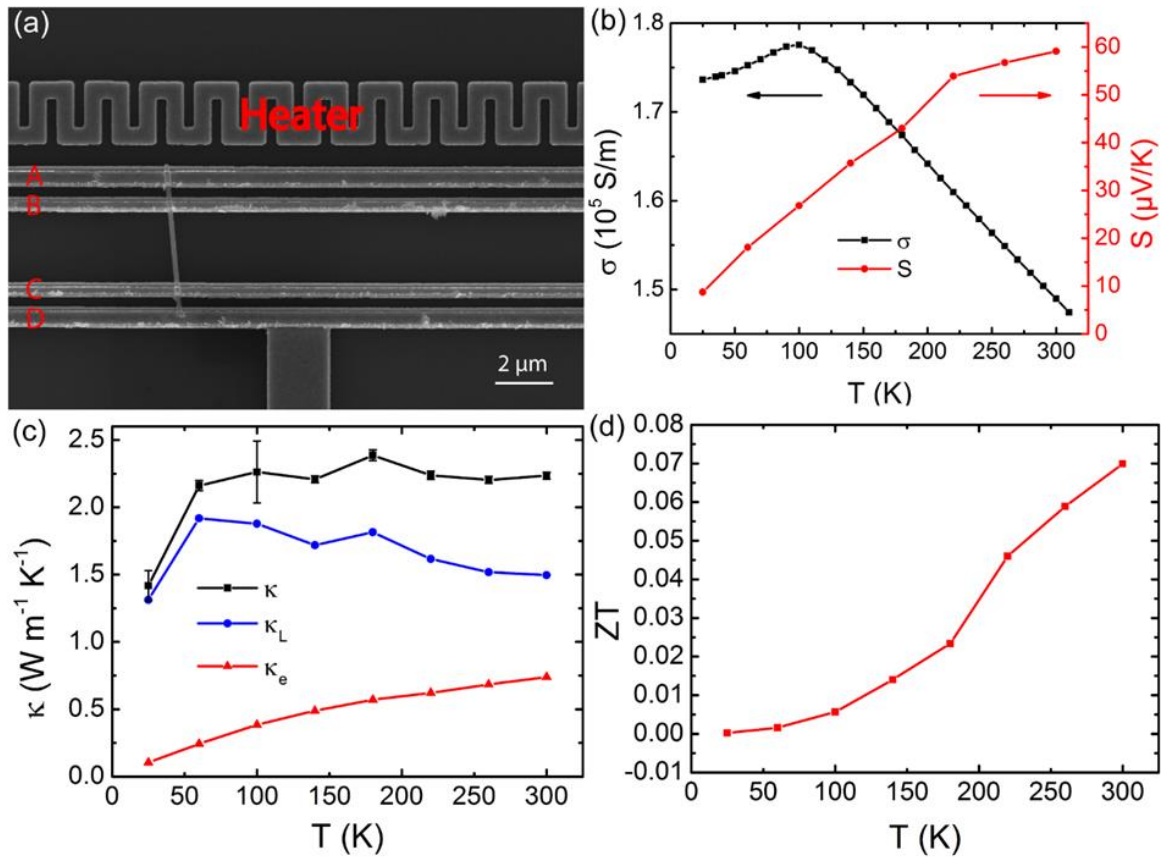 (a)
Heater
A
B
C
D
2 μm
(b)
1.8
1.7
1.6
1.5
σ (10⁵ S/m)
60
50
40
30
20
10
0
S (μV/K)
σ
S
0 50 100 150 200 250 300
T (K)
(c)
2.5
2.0
1.5
1.0
0.5
0.0
κ (W m⁻¹ K⁻¹)
κ
κ_L
κ_e
0 50 100 150 200 250 300
T (K)
(d)
0.08
0.07
0.06
0.05
0.04
0.03
0.02
0.01
0.00
-0.01
ZT
0 50 100 150 200 250 300
T (K)